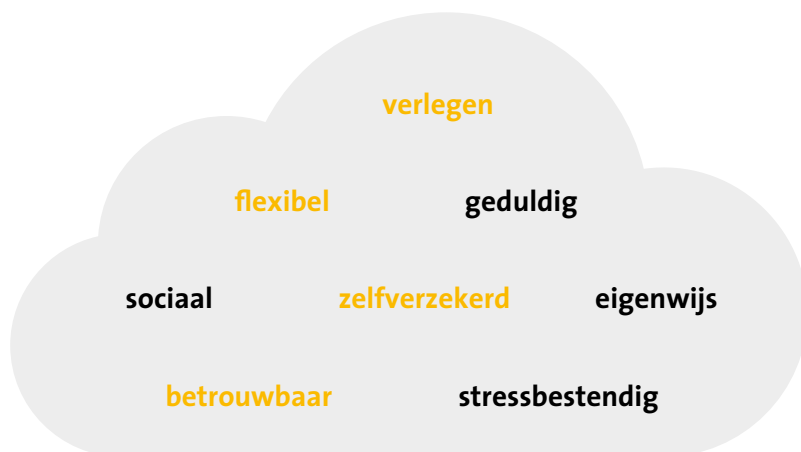 verlegen
flexibel geduldig
sociaal zelfverzekerd eigenwijs
betrouwbaar stressbestendig